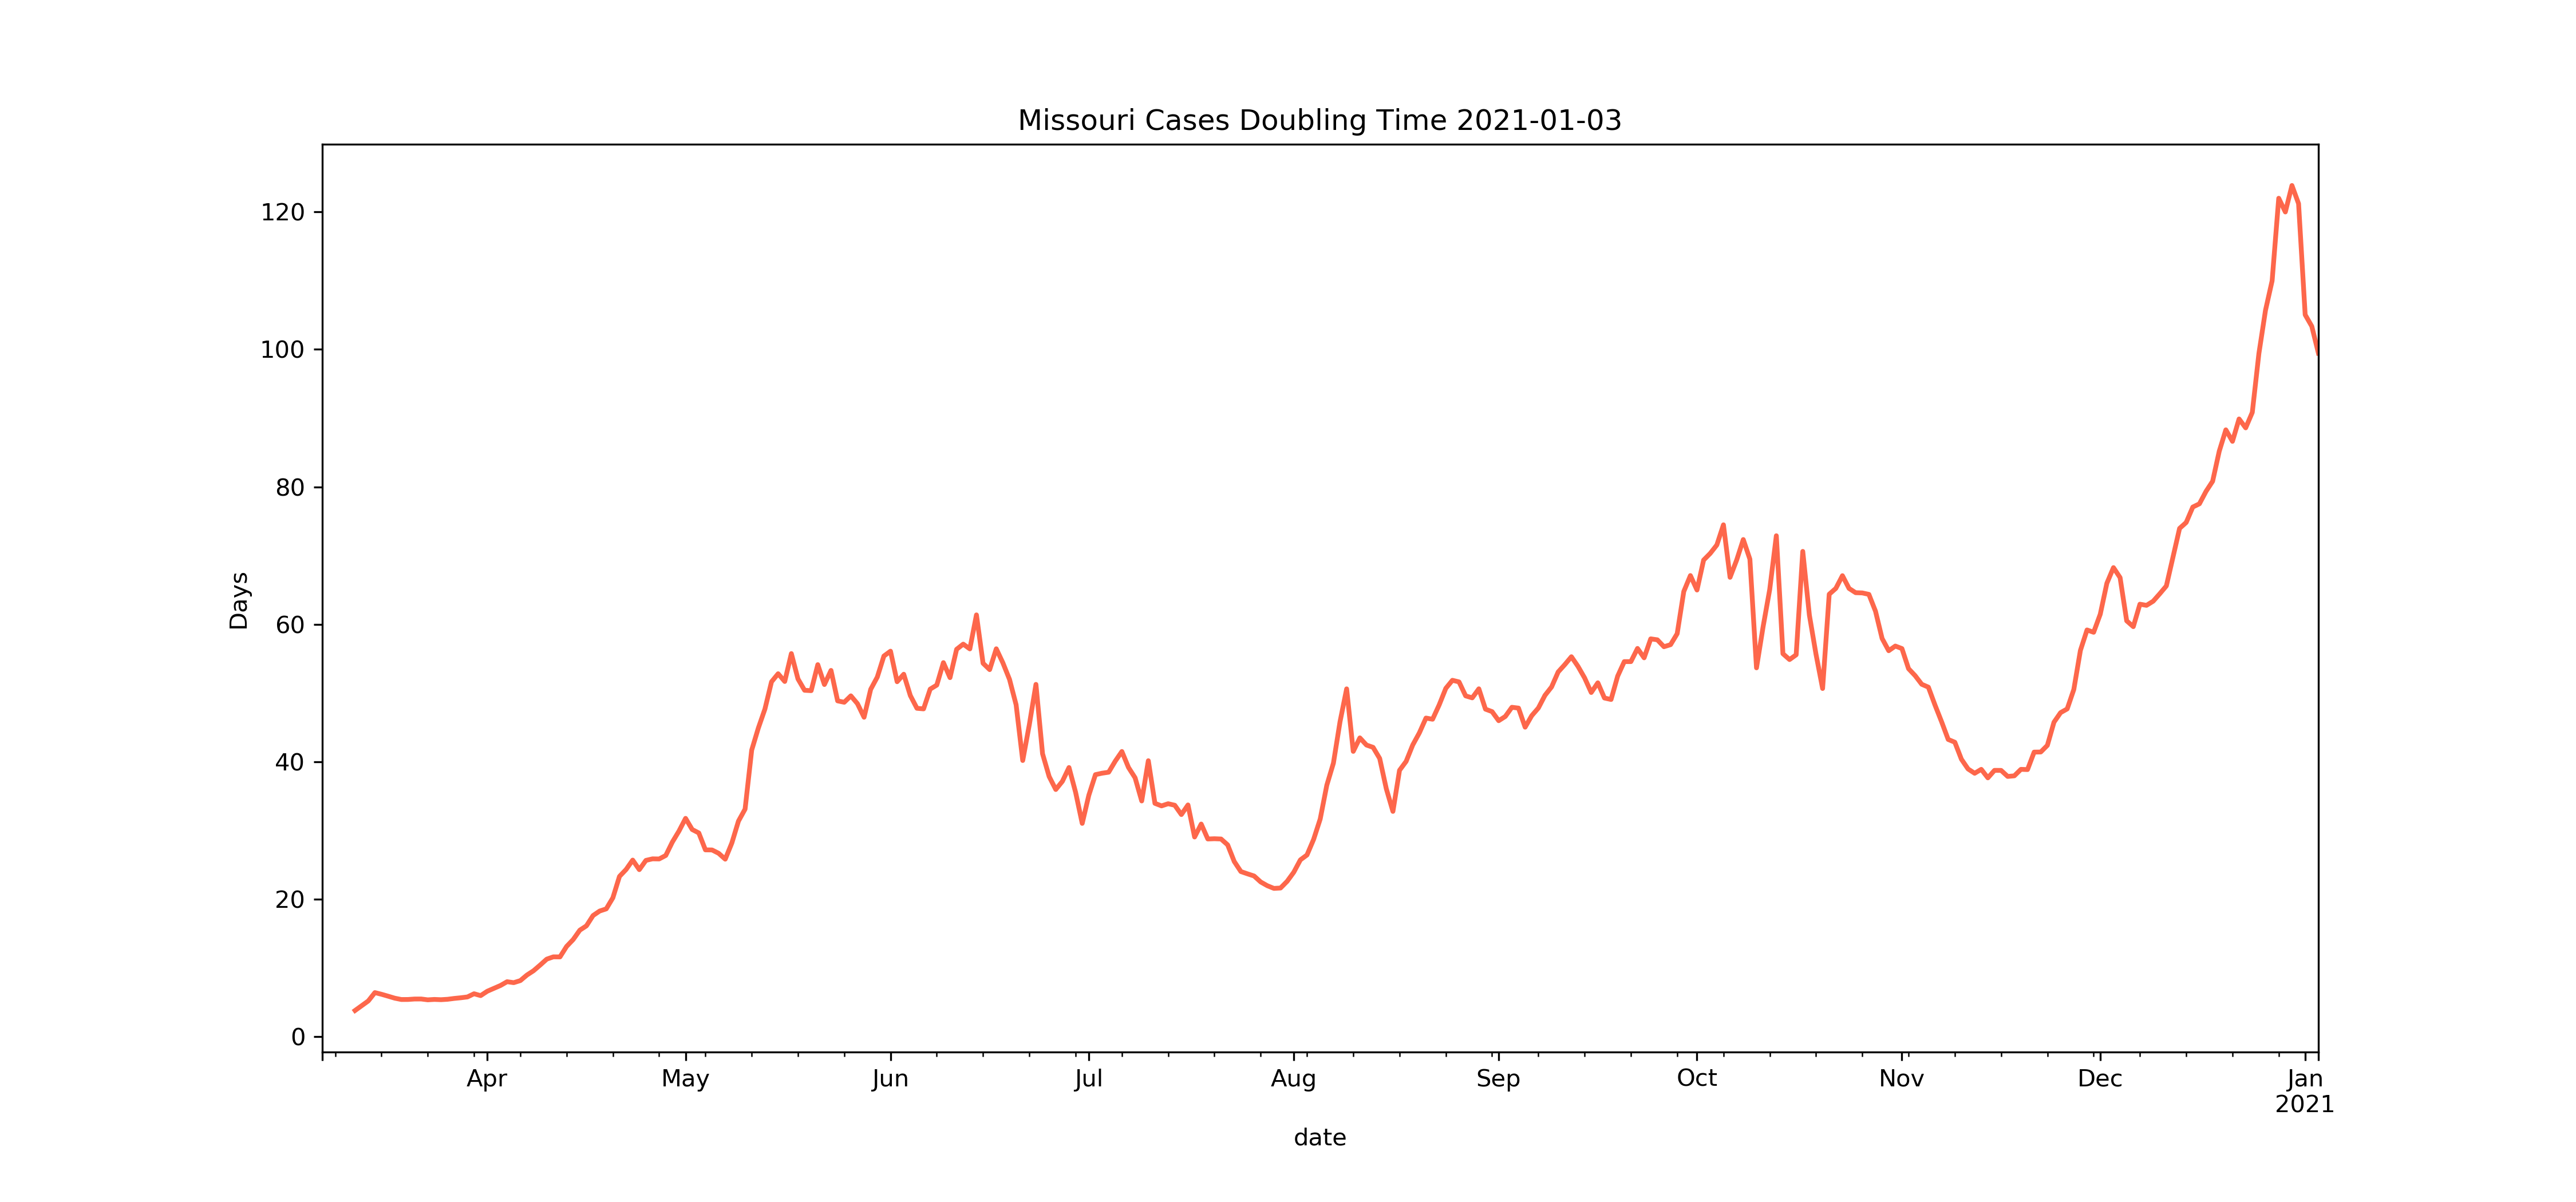 Missouri Cases Doubling Time 2021-01-03
120
100
80
60
40
20
0
Days
Apr May Jun Jul Aug Sep Oct Nov Dec Jan
2021
date